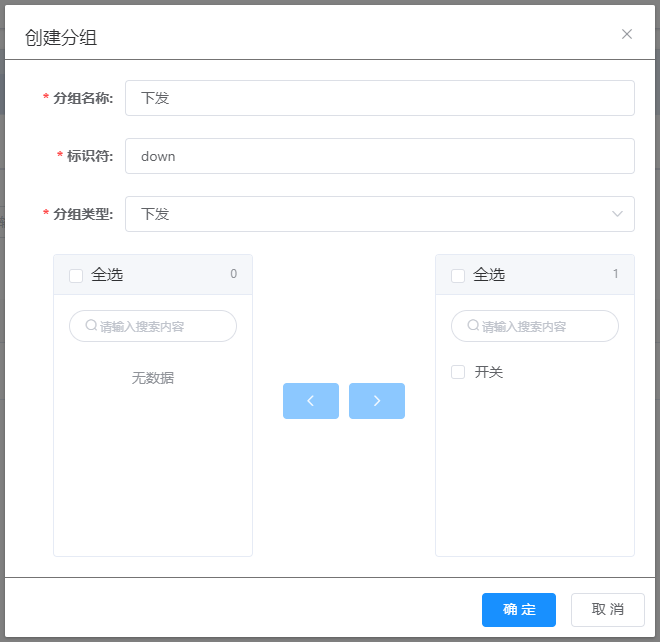 创建分组
* 分组名称: 下发
* 标识符: down
* 分组类型: 下发
全选 0
请输入搜索内容
无数据
全选 1
请输入搜索内容
开关
确 定 取 消